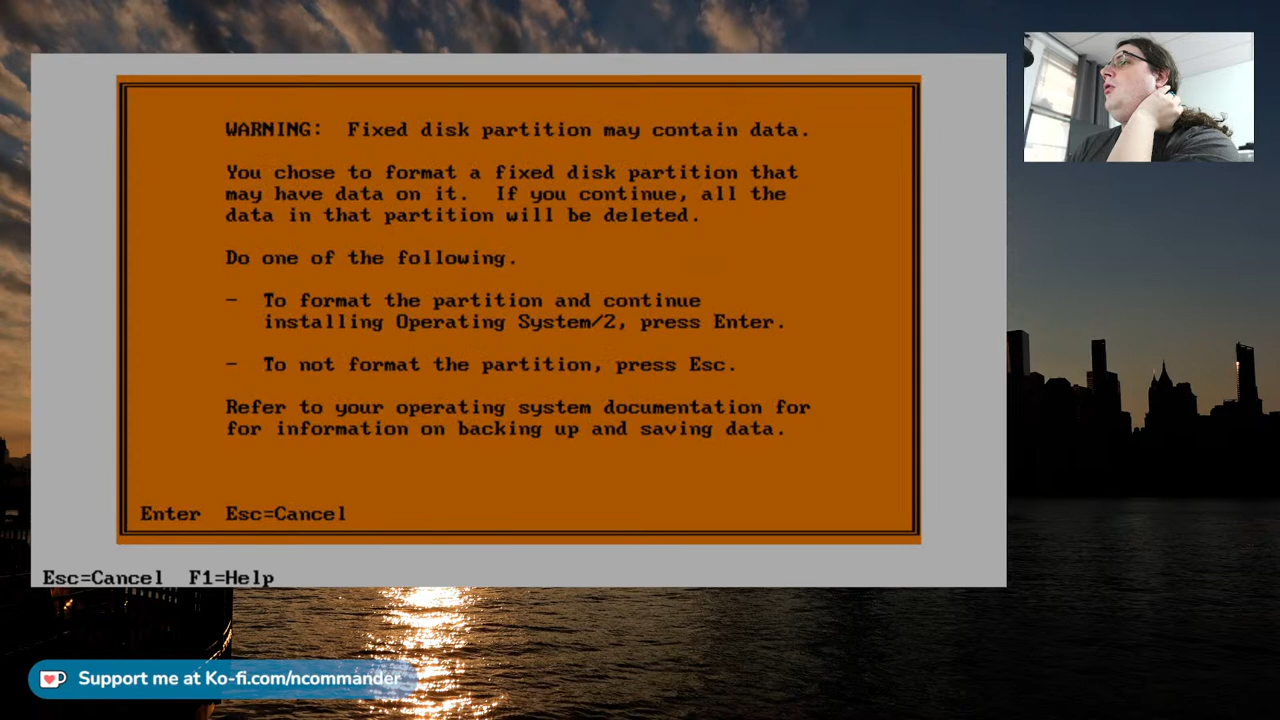 WARNING: Fixed disk partition may contain data.
You chose to format a fixed disk partition that
may have data on it. If you continue, all the
data in that partition will be deleted.
Do one of the following.
- To format the partition and continue
installing Operating System/2, press Enter.
- To not format the partition, press Esc.
Refer to your operating system documentation for
for information on backing up and saving data.
Enter Esc=Cancel
Esc=Cancel F1=Help
Support me at Ko-fi.com/ncommander